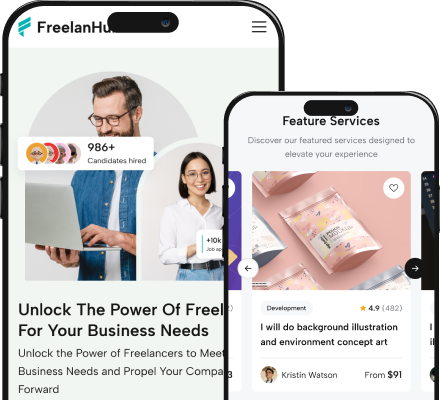 FreelanHu
986+
Candidates hired
+10k
Job ap
Unlock The Power Of Freel
For Your Business Needs
Unlock the Power of Freelancers to Meet
Business Needs and Propel Your Compa
Forward
Feature Services
Discover our featured services designed to
elevate your experience
Development
4.9 (482)
I will do background illustration
and environment concept art
Kristin Watson
From $91